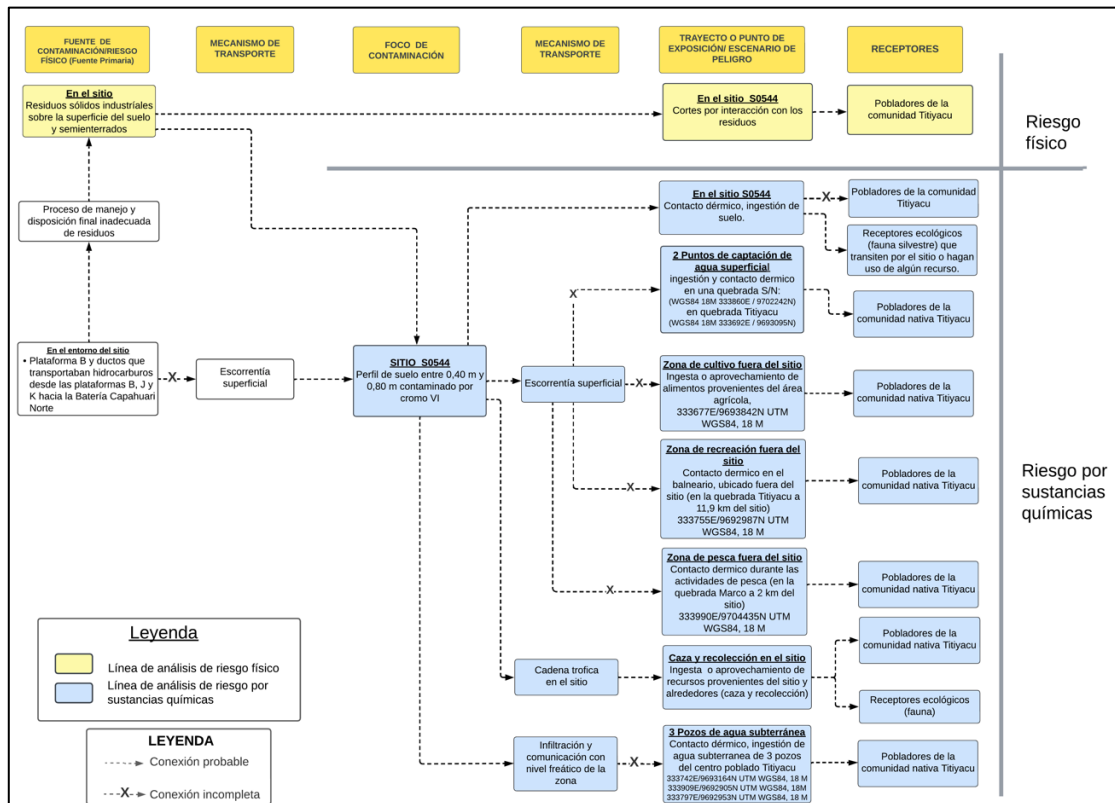 FUENTE DE
CONTAMINACIÓN/RIESGO
FÍSICO (Fuente Primaria)
MECANISMO DE
TRANSPORTE
FOCO DE
CONTAMINACIÓN
MECANISMO DE
TRANSPORTE
TRAYECTO O PUNTO DE
EXPOSICIÓN/ ESCENARIO DE
PELIGRO
RECEPTORES
En el sitio
Residuos sólidos industriales
sobre la superficie del suelo
y semienterrados
En el sitio S0544
Cortes por interacción con los
residuos
Pobladores de la
comunidad Titiyacu
Riesgo
físico
Proceso de manejo y
disposición final inadecuada
de residuos
En el sitio S0544
Contacto dérmico, ingestión de
suelo.
X
Pobladores de la comunidad
Titiyacu
Receptores ecológicos
(fauna silvestre) que
transiten por el sitio o hagan
uso de algún recurso.
2 Puntos de captación de
agua superficial
ingestión y contacto dermico
en una quebrada S/N:
(WGS84 18M 333860E / 9702242N)
en quebrada Titiyacu
(WGS84 18M 333692E / 9693095N)
X
Pobladores de la
comunidad nativa Titiyacu
En el entorno del sitio
• Plataforma B y ductos que
transportaban hidrocarburos
desde las plataformas B, J y
K hacia la Batería Capahuari
Norte
X
Escorrentía
superficial
SITIO S0544
Perfil de suelo entre 0,40 m y
0,80 m contaminado por
cromo VI
Escorrentía superficial
X
Zona de cultivo fuera del sitio
Ingesta o aprovechamiento de
alimentos provenientes del área
agrícola,
333677E/9693842N UTM
WGS84, 18 M
Pobladores de la
comunidad nativa Titiyacu
X
Zona de recreación fuera del
sitio
Contacto dermico en el
balneario, ubicado fuera del
sitio (en la quebrada Titiyacu a
11,9 km del sitio)
333755E/9692987N UTM
WGS84, 18 M
Pobladores de la
comunidad nativa Titiyacu
Riesgo por
sustancias
químicas
X
Zona de pesca fuera del sitio
Contacto dermico durante las
actividades de pesca (en la
quebrada Marco a 2 km del
sitio)
333990E/9704435N UTM
WGS84, 18 M
Pobladores de la
comunidad nativa Titiyacu
Cadena trofica
en el sitio
Caza y recolección en el sitio
Ingesta o aprovechamiento de
recursos provenientes del sitio y
alrededores (caza y recolección)
Pobladores de la
comunidad nativa Titiyacu
Receptores ecológicos
(fauna)
Infiltración y
comunicación con
nivel freático de la
zona
X
3 Pozos de agua subterránea
Contacto dérmico, ingestión de
agua subterranea de 3 pozos
del centro poblado Titiyacu
333742E/9693164N UTM WGS84, 18 M
333909E/9692905N UTM WGS84, 18M
333797E/9692953N UTM WGS84, 18 M
Pobladores de la
comunidad nativa Titiyacu
Leyenda
Línea de análisis de riesgo físico
Línea de análisis de riesgo por
sustancias químicas
LEYENDA
Conexión probable
X
Conexión incompleta